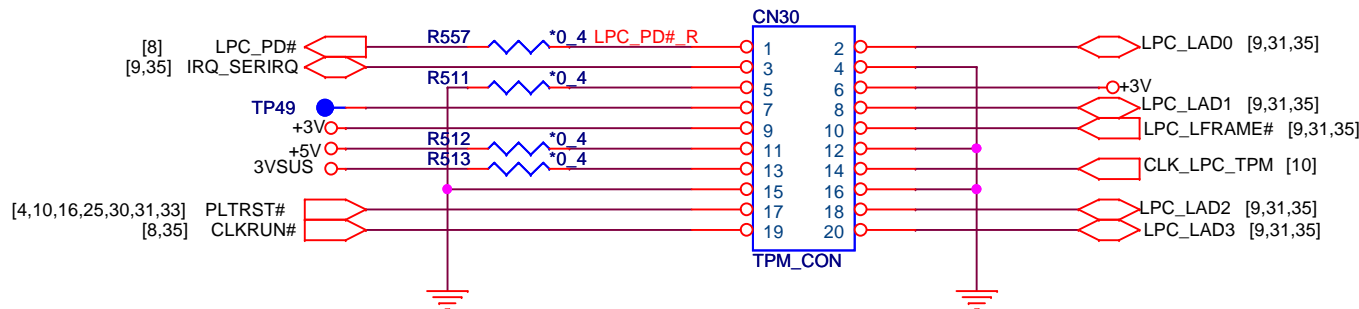 CN30
[8] LPC_PD# R557 *0_4 LPC_PD#_R 1 2 LPC_LAD0 [9,31,35]
[9,35] IRQ_SERIRQ 3 4
R511 *0_4 5 6 +3V
TP49 7 8 LPC_LAD1 [9,31,35]
+3V 9 10 LPC_LFRAME# [9,31,35]
+5V R512 *0_4 11 12
3VSUS R513 *0_4 13 14 CLK_LPC_TPM [10]
15 16
[4,10,16,25,30,31,33] PLTRST# 17 18 LPC_LAD2 [9,31,35]
[8,35] CLKRUN# 19 20 LPC_LAD3 [9,31,35]
TPM_CON